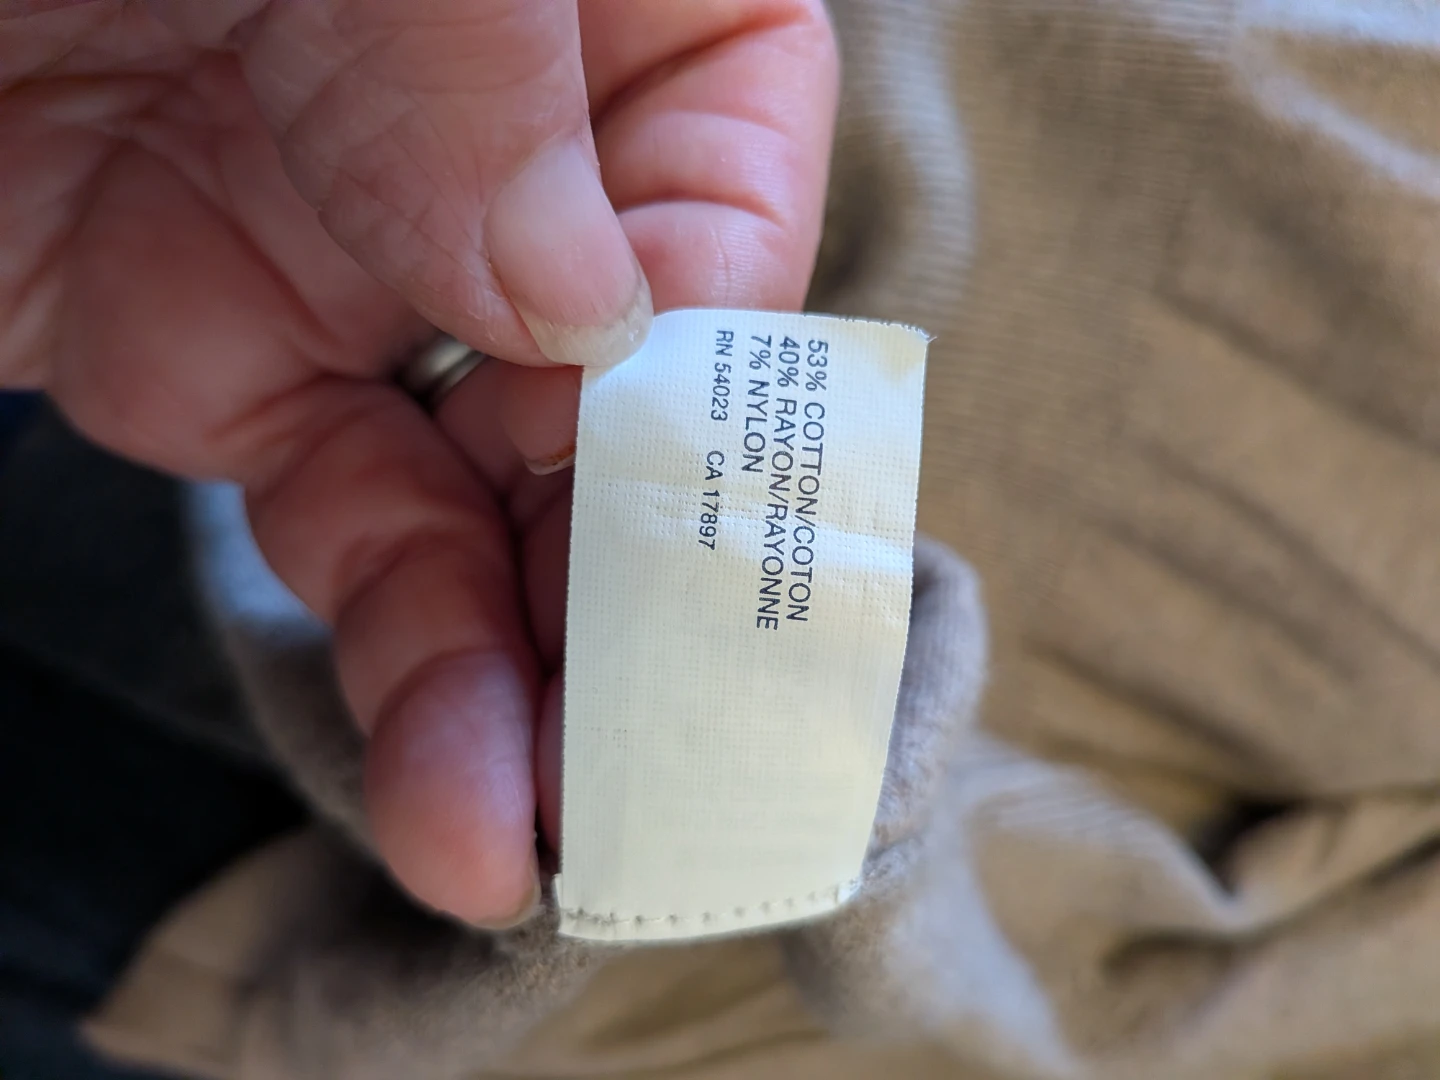 53% COTTON/COTON
40% RAYON/RAYONNE
7% NYLON
RN 54023 CA 17897